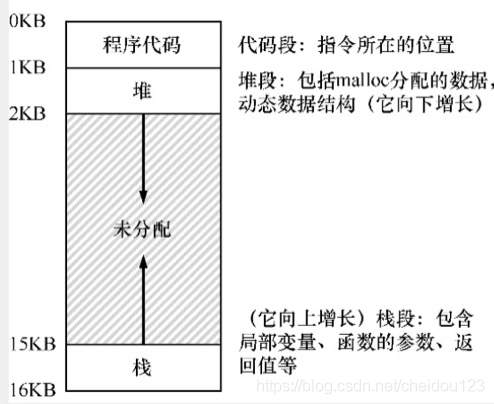 0KB
程序代码
代码段：指令所在的位置
1KB
堆
堆段：包括malloc分配的数据，
动态数据结构（它向下增长）
2KB
未分配
（它向上增长）栈段：包含
局部变量、函数的参数、返
回值等
15KB
栈
16KB
https://blog.csdn.net/cheidou123